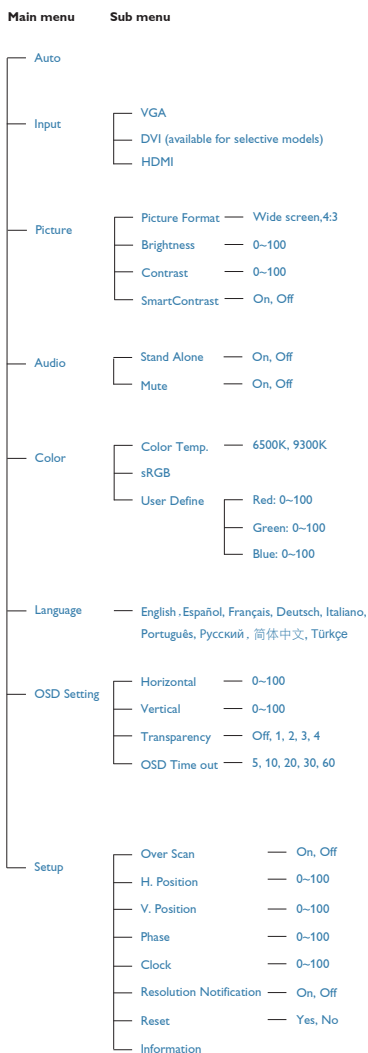 Main menu Sub menu
Auto
Input
VGA
DVI (available for selective models)
HDMI
Picture
Picture Format Wide screen,4:3
Brightness 0~100
Contrast 0~100
SmartContrast On, Off
Audio
Stand Alone On, Off
Mute On, Off
Color
Color Temp. 6500K, 9300K
sRGB
User Define Red: 0~100
Green: 0~100
Blue: 0~100
Language
English , Español, Français, Deutsch, Italiano,
Português, Русский , 简体中文, Türkçe
OSD Setting
Horizontal 0~100
Vertical 0~100
Transparency Off, 1, 2, 3, 4
OSD Time out 5, 10, 20, 30, 60
Setup
Over Scan On, Off
H. Position 0~100
V. Position 0~100
Phase 0~100
Clock 0~100
Resolution Notification On, Off
Reset Yes, No
Information